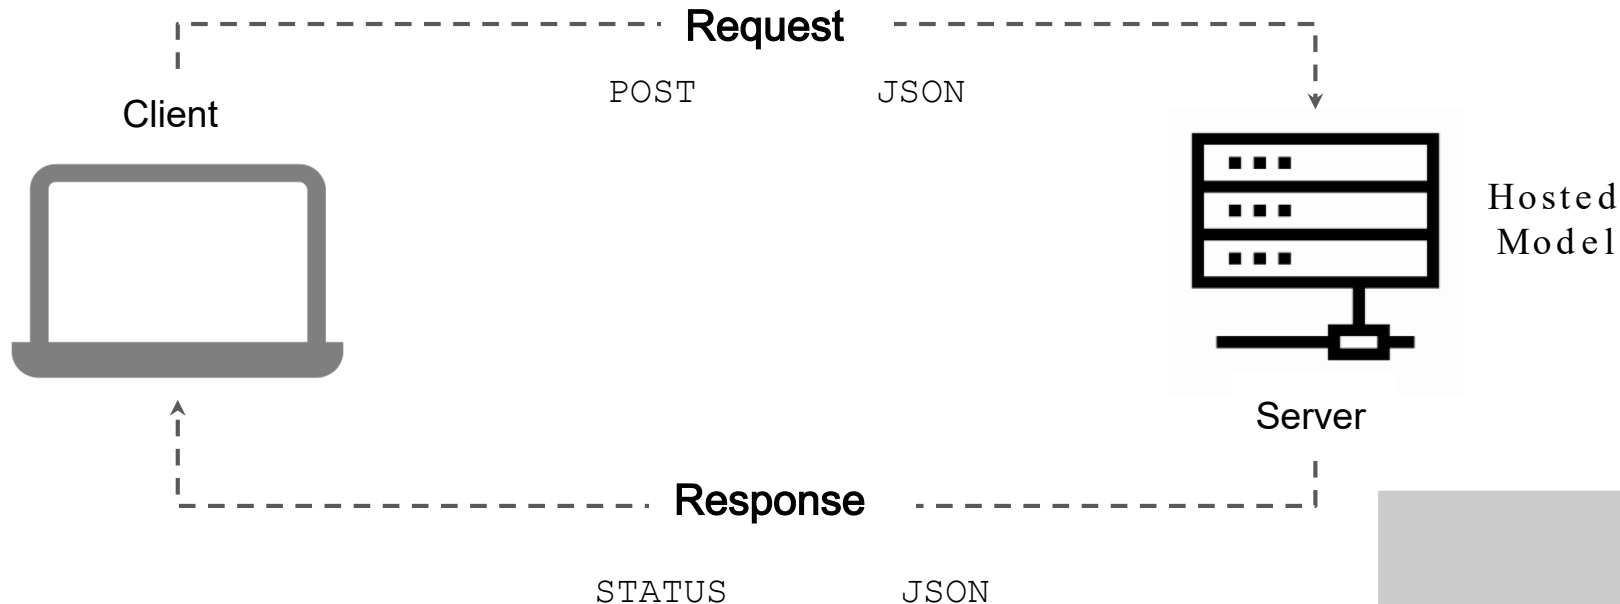 Request
POST JSON
Client
Hosted
Model
Server
Response
STATUS JSON